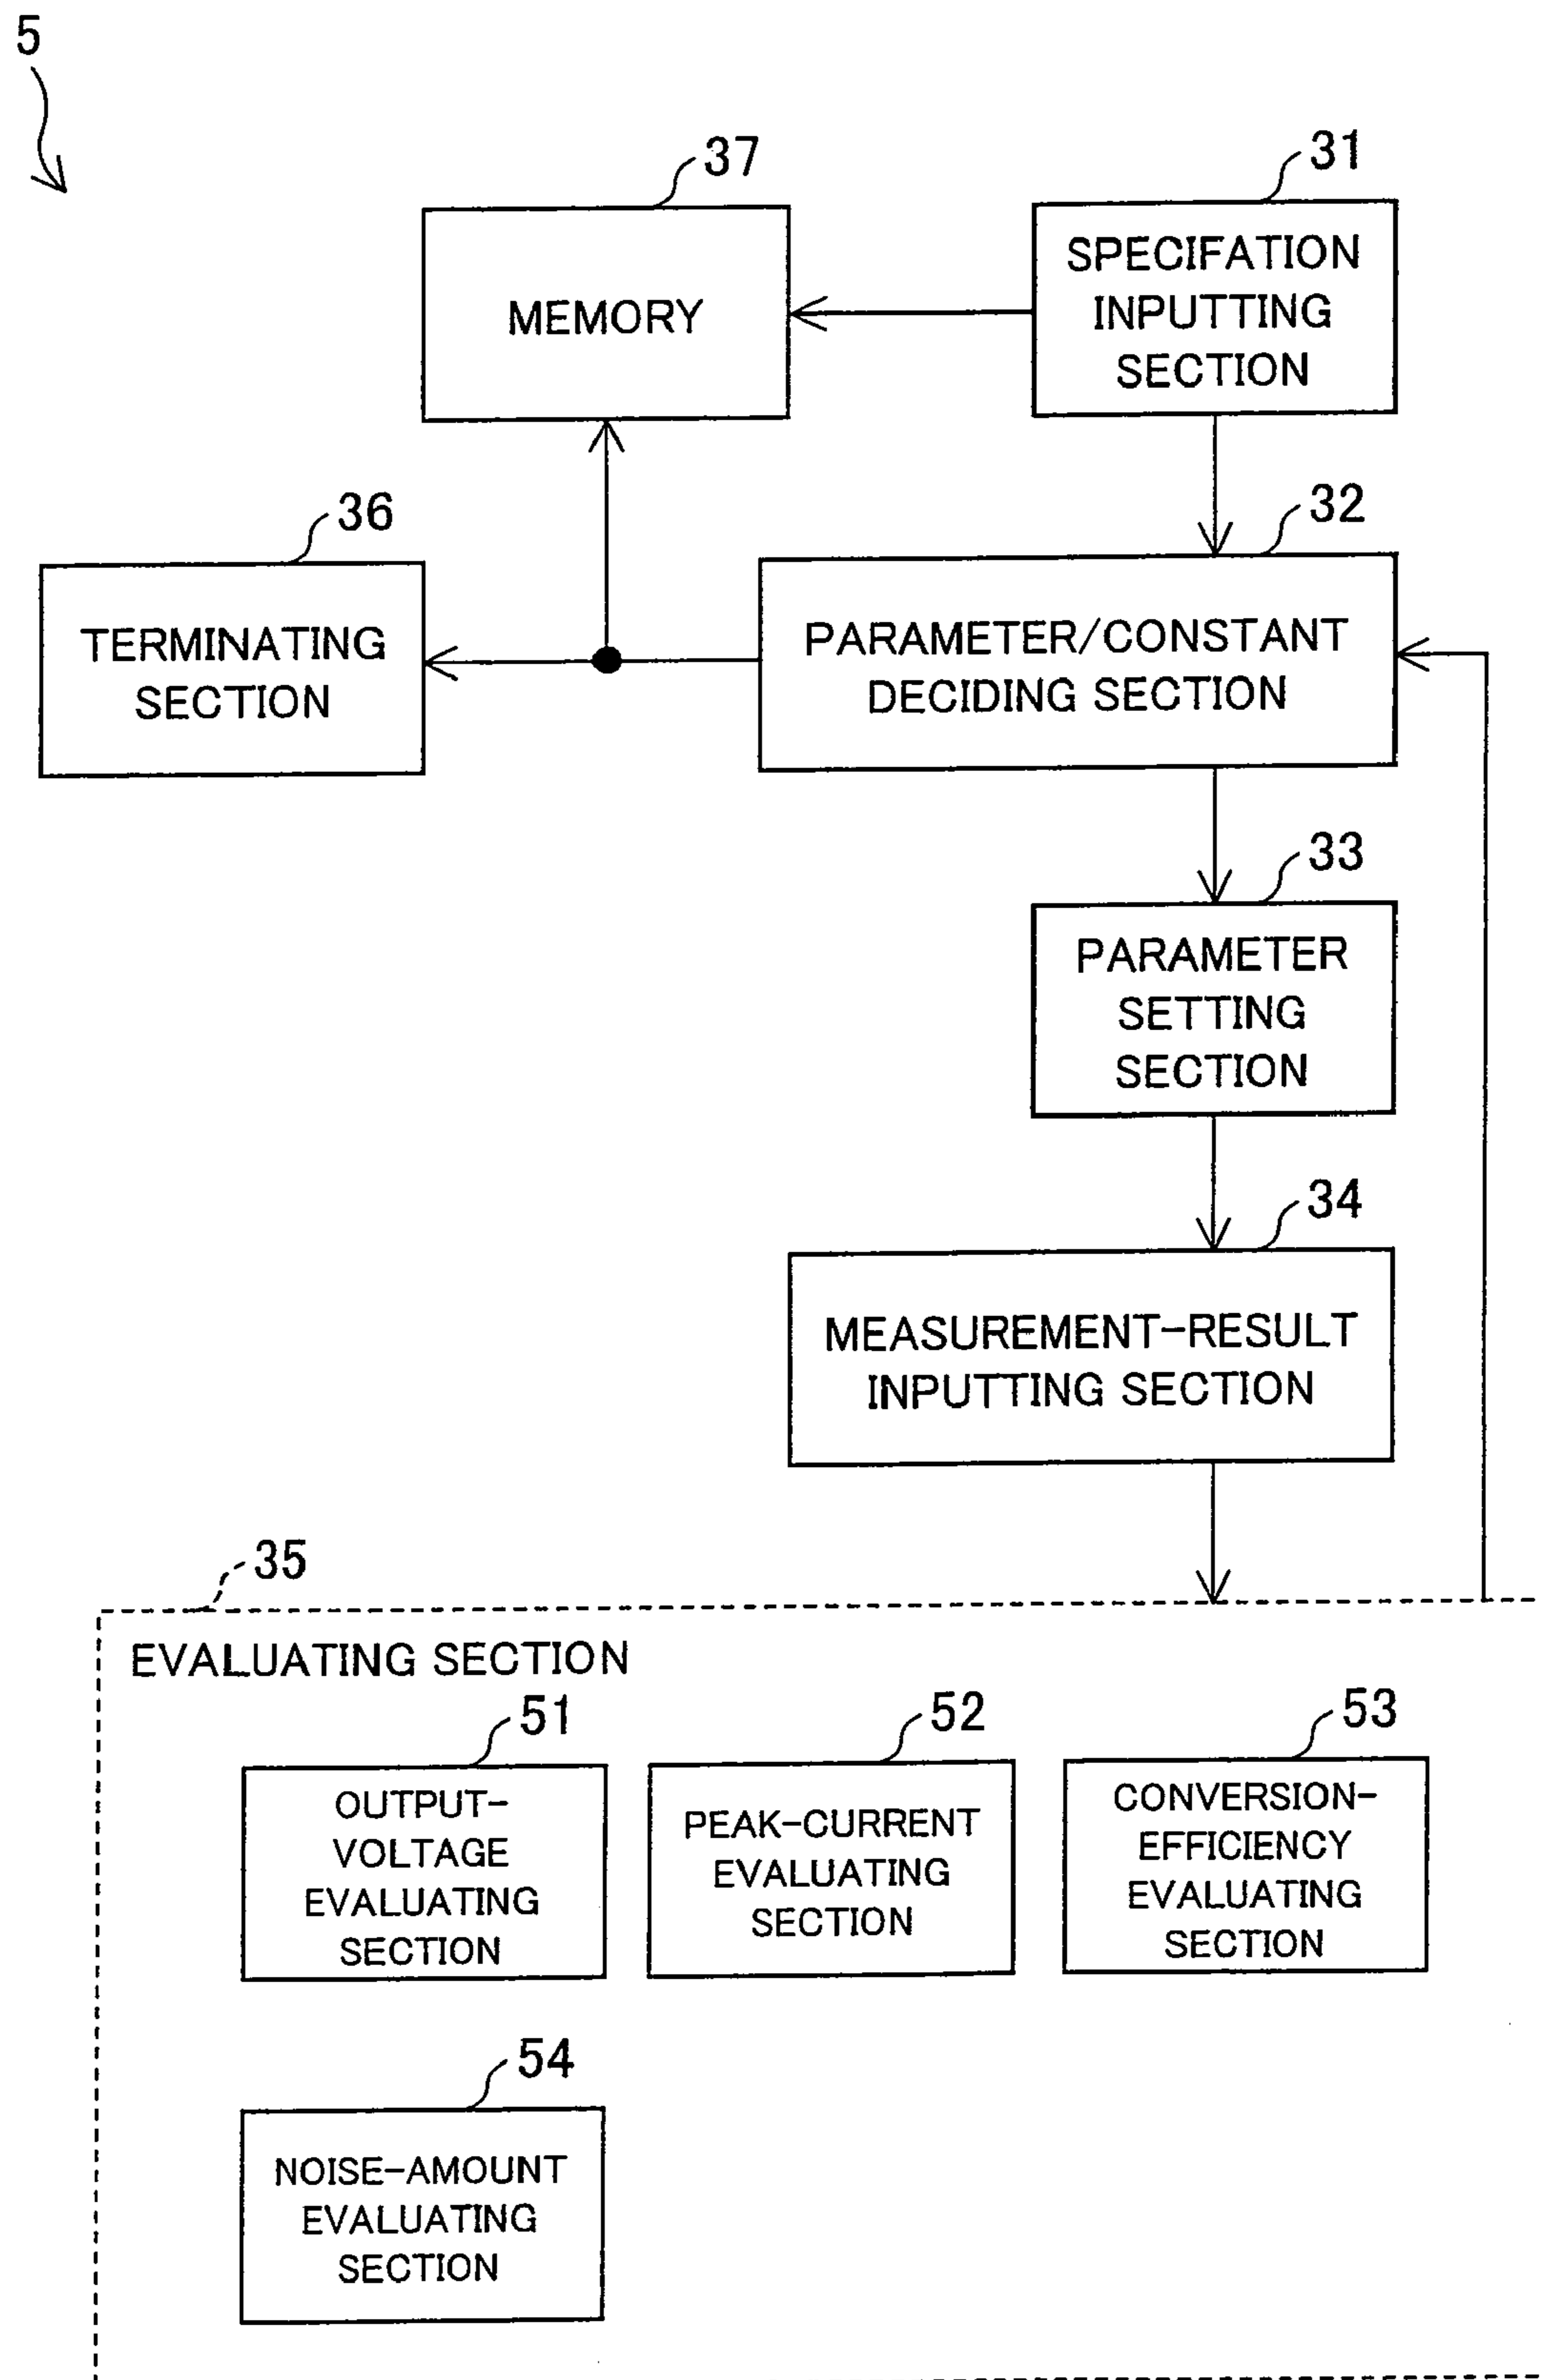 5
37
31
MEMORY
SPECIFATION
INPUTTING
SECTION
36
32
TERMINATING
SECTION
PARAMETER/CONSTANT
DECIDING SECTION
33
PARAMETER
SETTING
SECTION
34
MEASUREMENT-RESULT
INPUTTING SECTION
35
EVALUATING SECTION
51
52
53
OUTPUT-
VOLTAGE
EVALUATING
SECTION
PEAK-CURRENT
EVALUATING
SECTION
CONVERSION-
EFFICIENCY
EVALUATING
SECTION
54
NOISE-AMOUNT
EVALUATING
SECTION